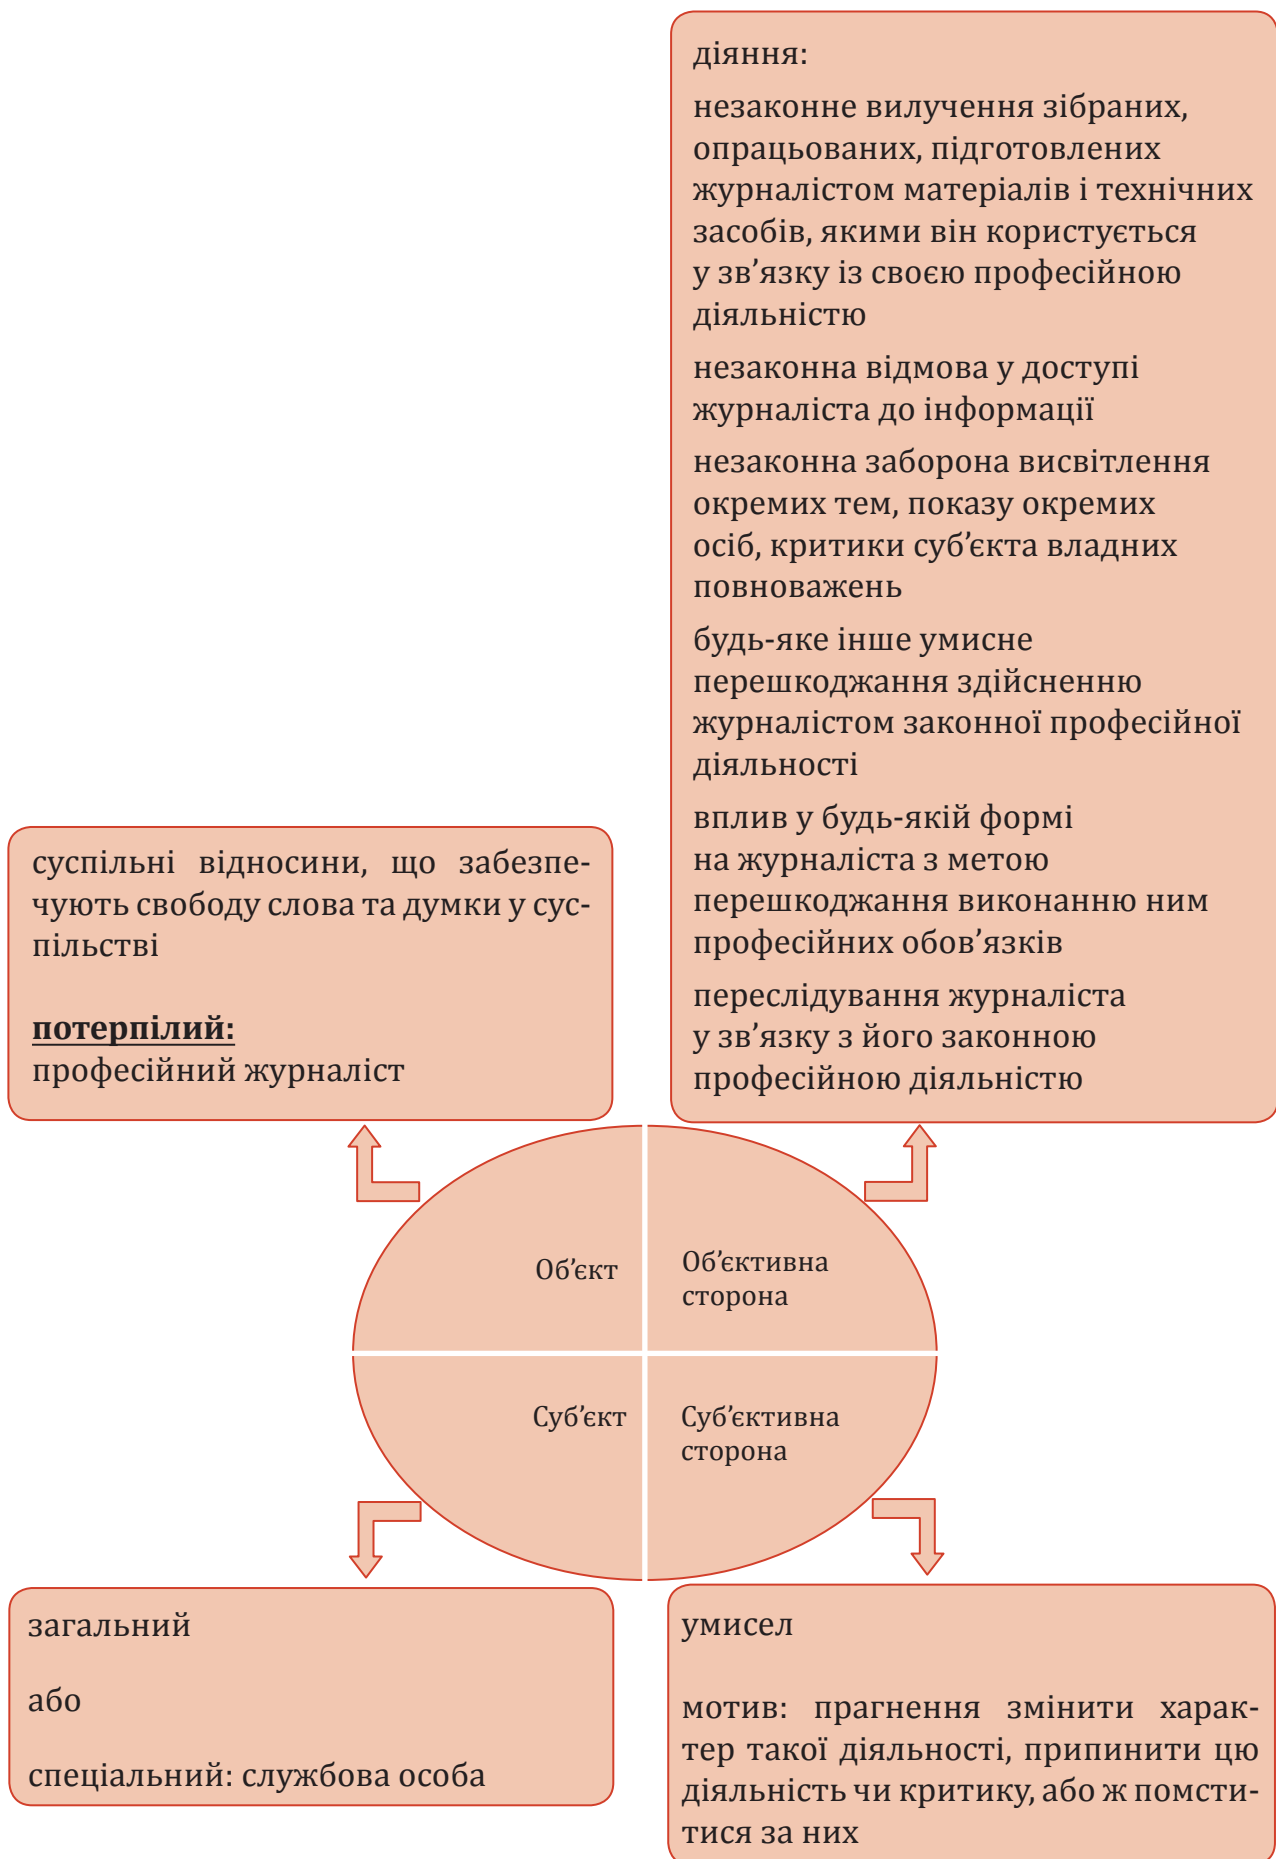 діяння:
незаконне вилучення зібраних,
опрацьованих, підготовлених
журналістом матеріалів і технічних
засобів, якими він користується
у зв’язку із своєю професійною
діяльністю
незаконна відмова у доступі
журналіста до інформації
незаконна заборона висвітлення
окремих тем, показу окремих
осіб, критики суб’єкта владних
повноважень
будь-яке інше умисне
перешкоджання здійсненню
журналістом законної професійної
діяльності
вплив у будь-якій формі
на журналіста з метою
перешкоджання виконанню ним
професійних обов’язків
переслідування журналіста
у зв’язку з його законною
професійною діяльністю
суспільні відносини, що забезпе-
чують свободу слова та думки у сус-
пільстві
потерпілий:
професійний журналіст
Об’єкт
Об’єктивна
сторона
Суб’єкт
Суб’єктивна
сторона
загальний
або
спеціальний: службова особа
умисел
мотив: прагнення змінити харак-
тер такої діяльності, припинити цю
діяльність чи критику, або ж помсти-
тися за них